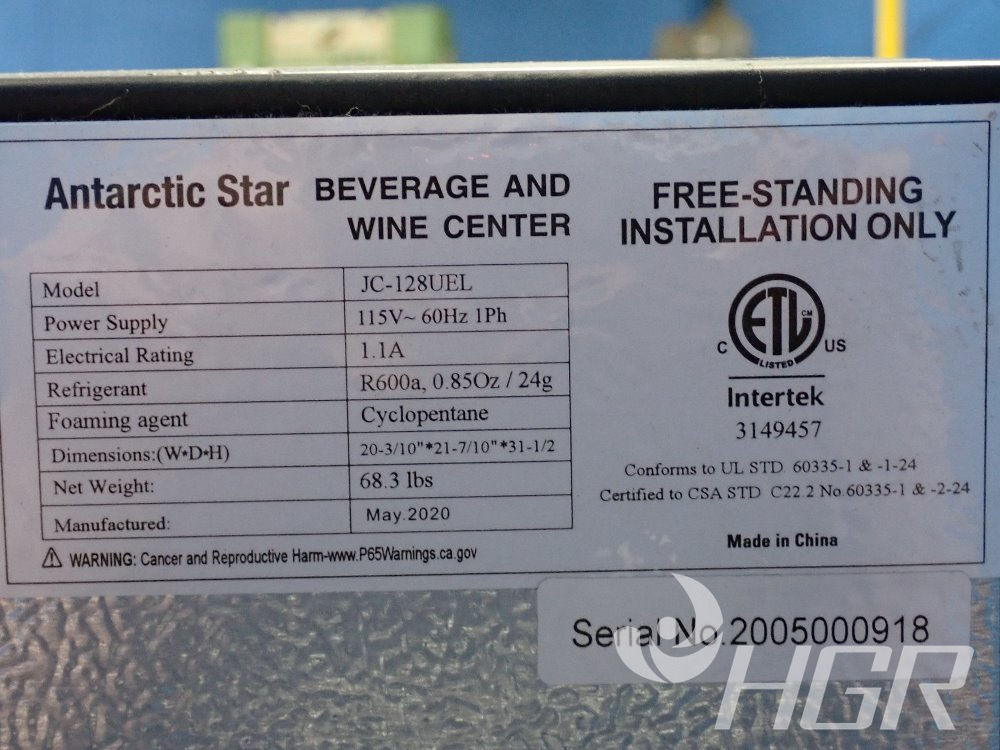 Antarctic Star
BEVERAGE AND
WINE CENTER
Model JC-128UEL
Power Supply 115V~ 60Hz 1Ph
Electrical Rating 1.1A
Refrigerant R600a, 0.85Oz / 24g
Foaming agent Cyclopentane
Dimensions:(W*D*H) 20-3/10"*21-7/10"*31-1/2
Net Weight: 68.3 lbs
Manufactured: May.2020
⚠ WARNING: Cancer and Reproductive Harm-www.P65Warnings.ca.gov
FREE-STANDING
INSTALLATION ONLY
C ETL CM US
LISTED
Intertek
3149457
Conforms to UL STD 60335-1 & -1-24
Certified to CSA STD C22 2 No.60335-1 & -2-24
Made in China
Serial No.2005000918
HGR